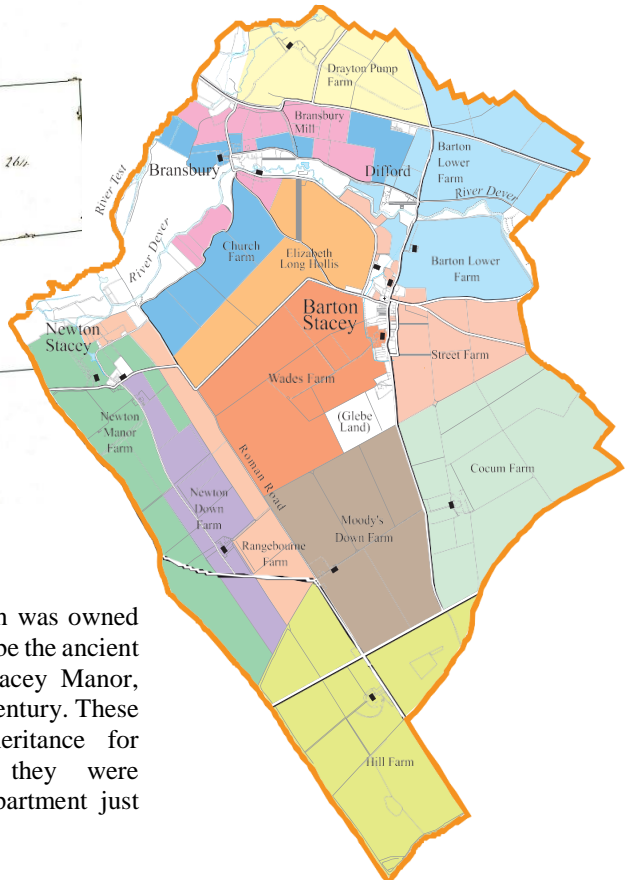 264
Drayton Pump
Farm
Bransbury
Mill
Bransbury
Difford
Barton
Lower
Farm
River Dever
River Test
River Dever
Church
Farm
Elizabeth
Long Hollis
Barton Lower
Farm
Barton
Stacey
Newton
Stacey
Street Farm
Wades Farm
(Glebe
Land)
Newton
Manor
Farm
Roman Road
Cocum Farm
Newton
Down
Farm
Moody's
Down Farm
Rangebourne
Farm
Hill Farm
n was owned
be the ancient
tacey Manor,
entury. These
eritance for
they were
partment just